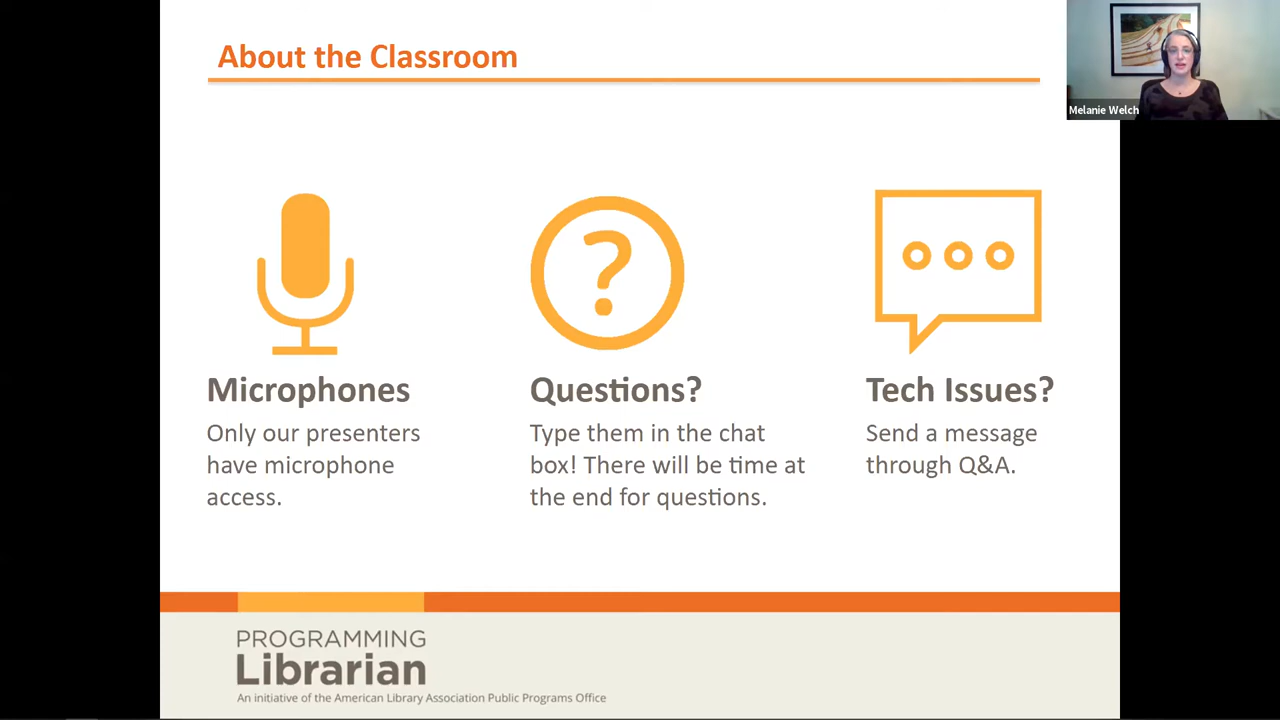 About the Classroom
Melanie Welch
?
Microphones
Only our presenters
have microphone
access.
Questions?
Type them in the chat
box! There will be time at
the end for questions.
Tech Issues?
Send a message
through Q&A.
PROGRAMMING
Librarian
An initiative of the American Library Association Public Programs Office